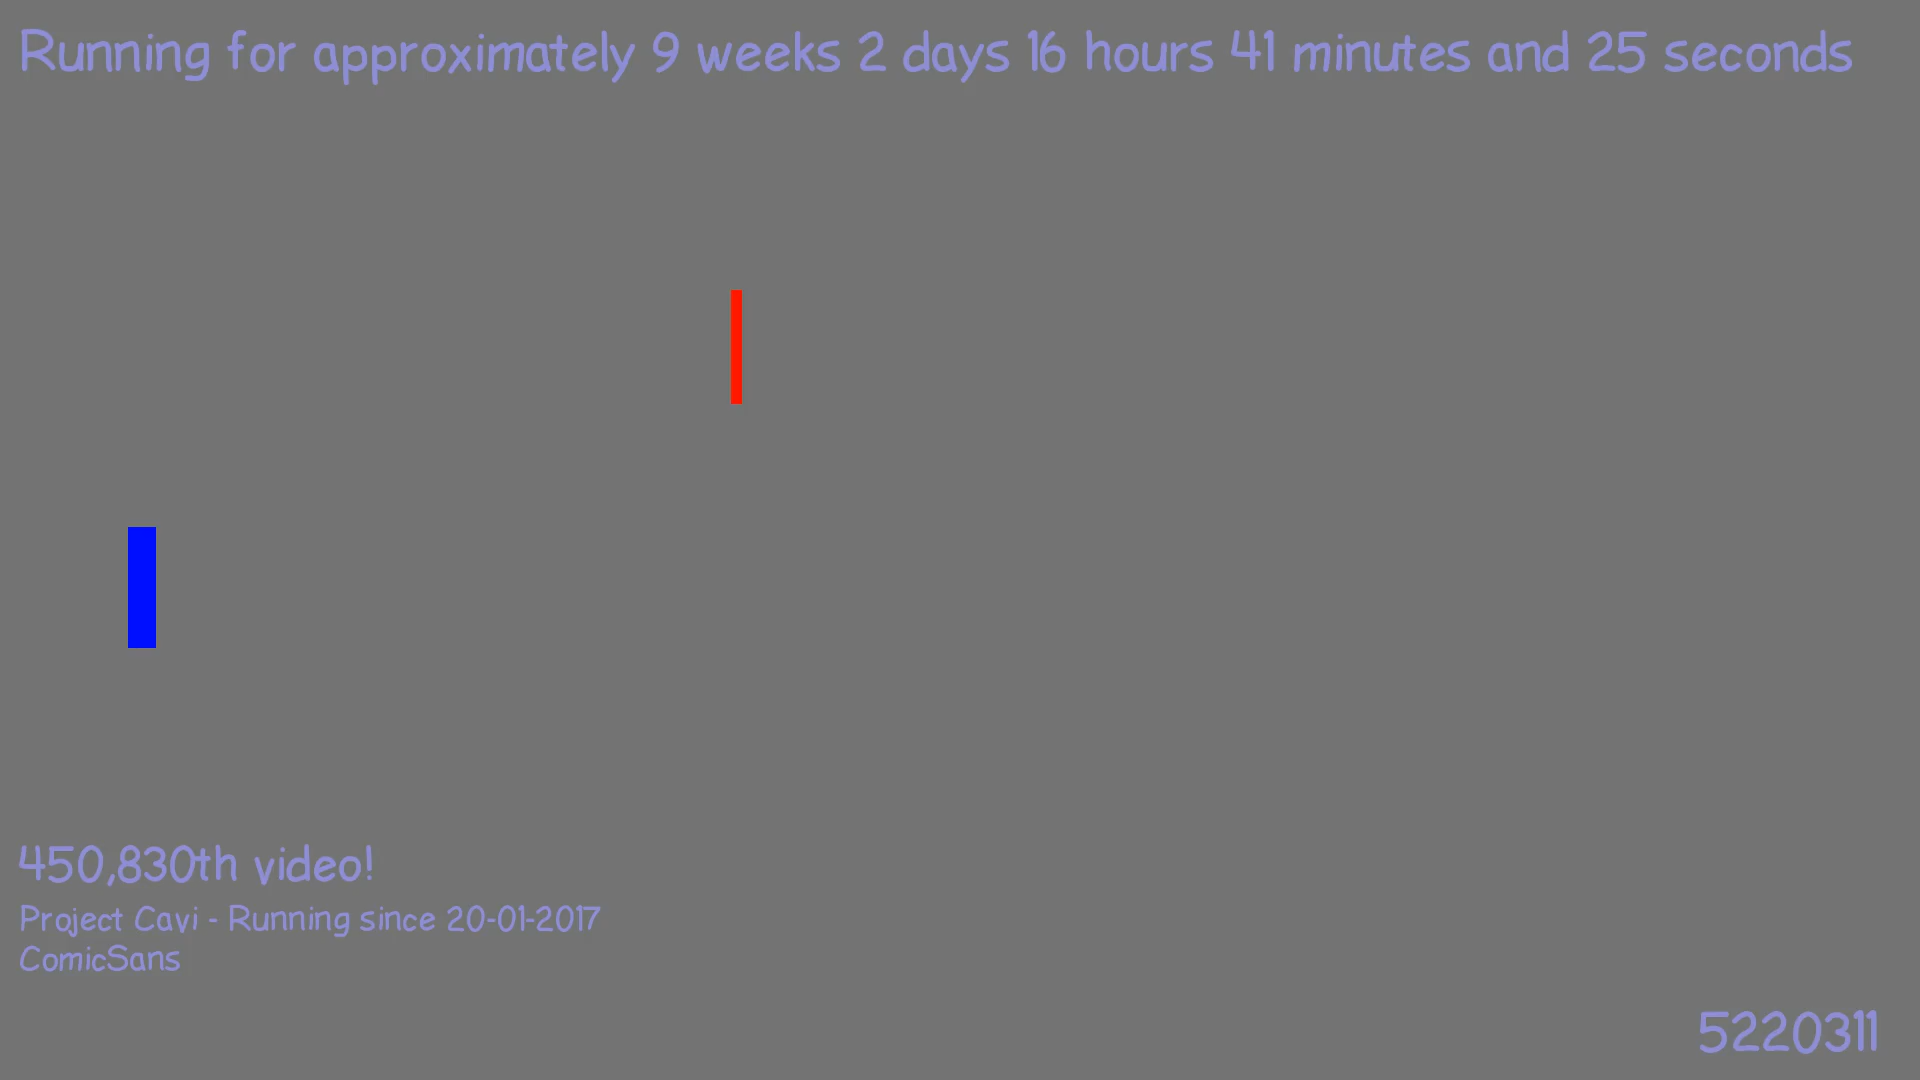 Running for approximately 9 weeks 2 days 16 hours 41 minutes and 25 seconds
450,830th video!
Project Cavi - Running since 20-01-2017
ComicSans
5220311